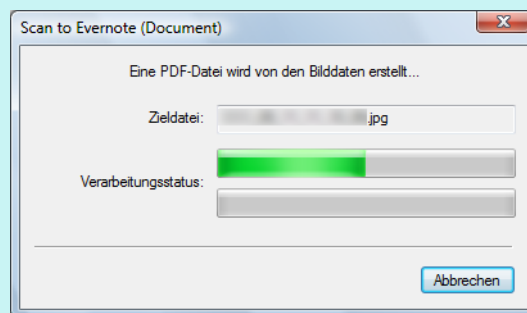 Scan to Evernote (Document)
Eine PDF-Datei wird von den Bilddaten erstellt...
Zieldatei: .jpg
Verarbeitungsstatus:
Abbrechen